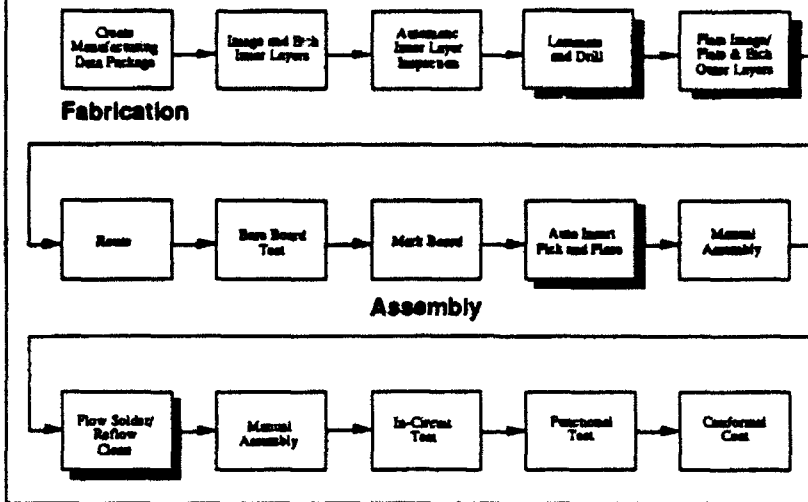 Create
Manufacturing
Data Package
Image and Etch
Inner Layers
Automatic
Inner Layer
Inspection
Laminate
and Drill
Plate &amp; Etch
Outer Layers
Fabrication
Route
Bare Board
Test
Mark Board
Auto Insert
Pick and Place
Manual
Assembly
Assembly
Flow Solder/
Reflow
Clean
Manual
Assembly
In-Circuit
Test
Functional
Test
Conformal
Coat